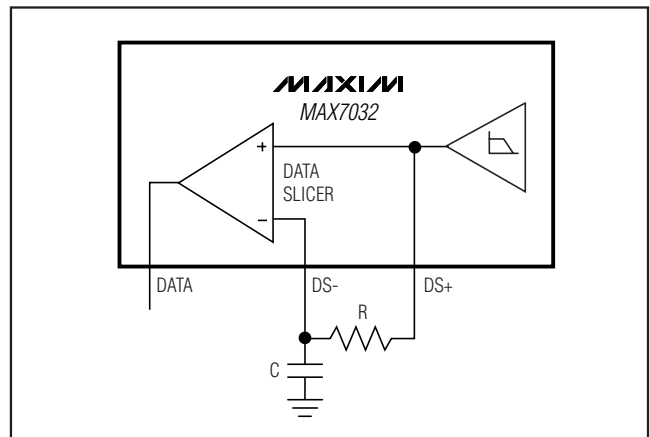 MAXIM
MAX7032
+
DATA
SLICER
−
DATA
DS-
DS+
R
C